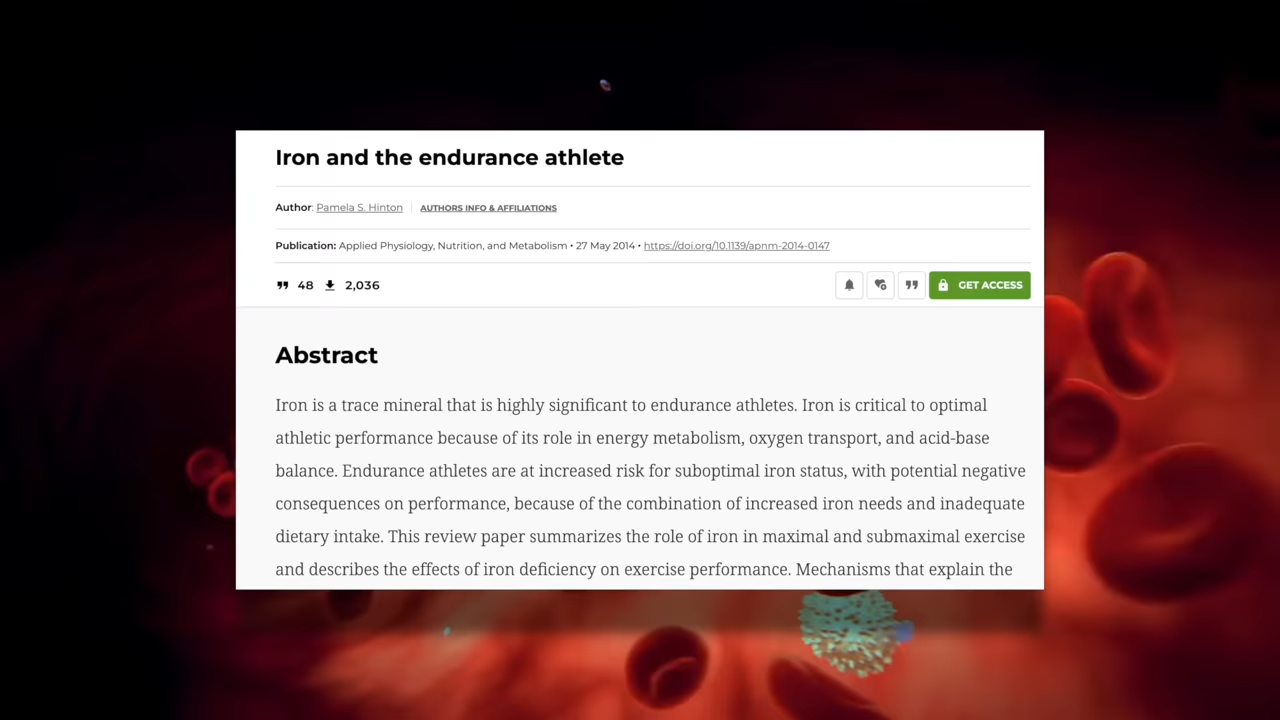 Iron and the endurance athlete
Author: Pamela S. Hinton AUTHORS INFO & AFFILIATIONS
Publication: Applied Physiology, Nutrition, and Metabolism • 27 May 2014 • https://doi.org/10.1139/apnm-2014-0147
48 2,036 GET ACCESS
Abstract
Iron is a trace mineral that is highly significant to endurance athletes. Iron is critical to optimal
athletic performance because of its role in energy metabolism, oxygen transport, and acid-base
balance. Endurance athletes are at increased risk for suboptimal iron status, with potential negative
consequences on performance, because of the combination of increased iron needs and inadequate
dietary intake. This review paper summarizes the role of iron in maximal and submaximal exercise
and describes the effects of iron deficiency on exercise performance. Mechanisms that explain the